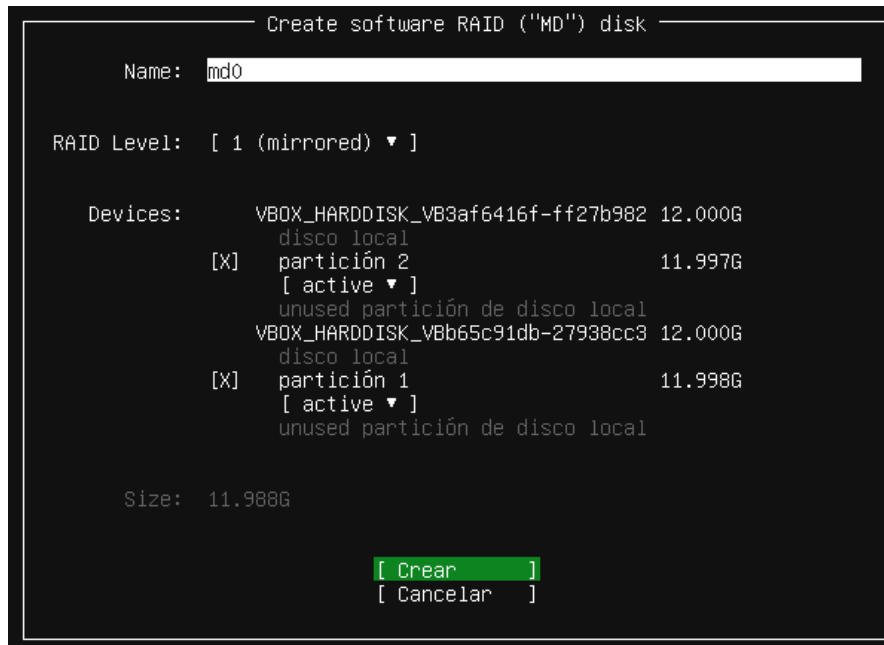 Create software RAID ("MD") disk
Name: md0
RAID Level: [ 1 (mirrored) ▼ ]
Devices: VBOX_HARDDISK_VB3af6416f-ff27b982 12.000G
disco local
[X] partición 2 11.997G
[ active ▼ ]
unused partición de disco local
VBOX_HARDDISK_VBb65c91db-27938cc3 12.000G
disco local
[X] partición 1 11.998G
[ active ▼ ]
unused partición de disco local
Size: 11.988G
[ Crear ]
[ Cancelar ]